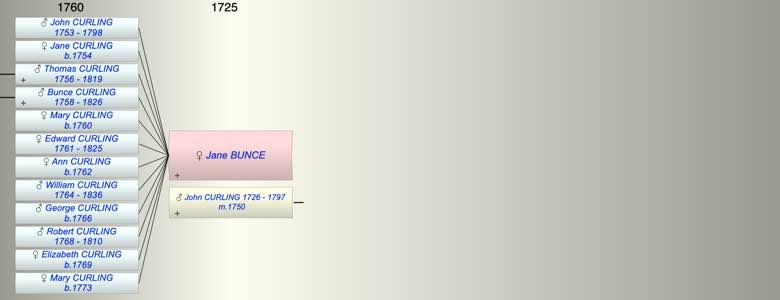 1760
1725
♂ John CURLING
1753 - 1798
♀ Jane CURLING
b.1754
♂ Thomas CURLING
+ 1756 - 1819
♂ Bunce CURLING
+ 1758 - 1826
♀ Mary CURLING
b.1760
♀ Edward CURLING
1761 - 1825
♀ Ann CURLING
b.1762
♂ William CURLING
1764 - 1836
♂ George CURLING
b.1766
♂ Robert CURLING
1768 - 1810
♀ Elizabeth CURLING
b.1769
♀ Mary CURLING
b.1773
♀ Jane BUNCE
+
♂ John CURLING 1726 - 1797
m.1750
+